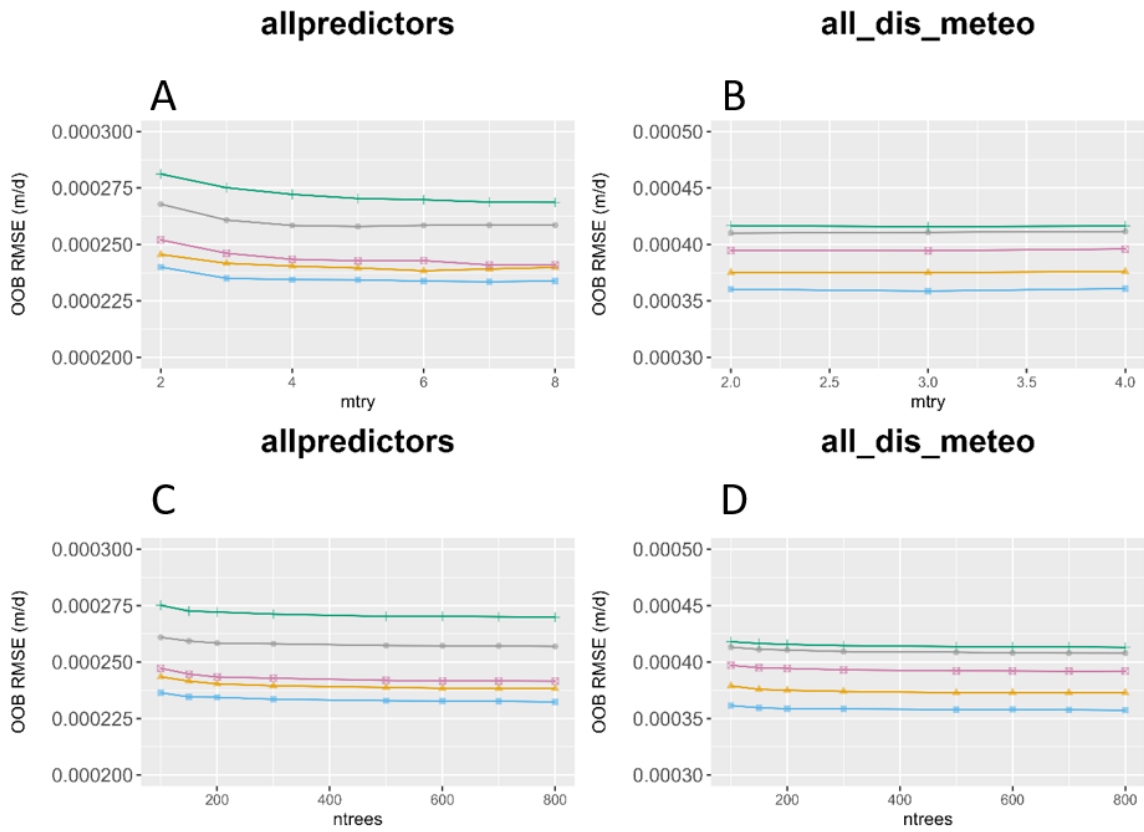 allpredictors
all_dis_meteo
A
B
0.000300
0.000275
0.000250
0.000225
0.000200
OOB RMSE (m/d)
2
4
6
8
mtry
0.00050
0.00045
0.00040
0.00035
0.00030
OOB RMSE (m/d)
2.0
2.5
3.0
3.5
4.0
mtry
allpredictors
all_dis_meteo
C
D
0.000300
0.000275
0.000250
0.000225
0.000200
OOB RMSE (m/d)
200
400
600
800
ntrees
0.00050
0.00045
0.00040
0.00035
0.00030
OOB RMSE (m/d)
200
400
600
800
ntrees